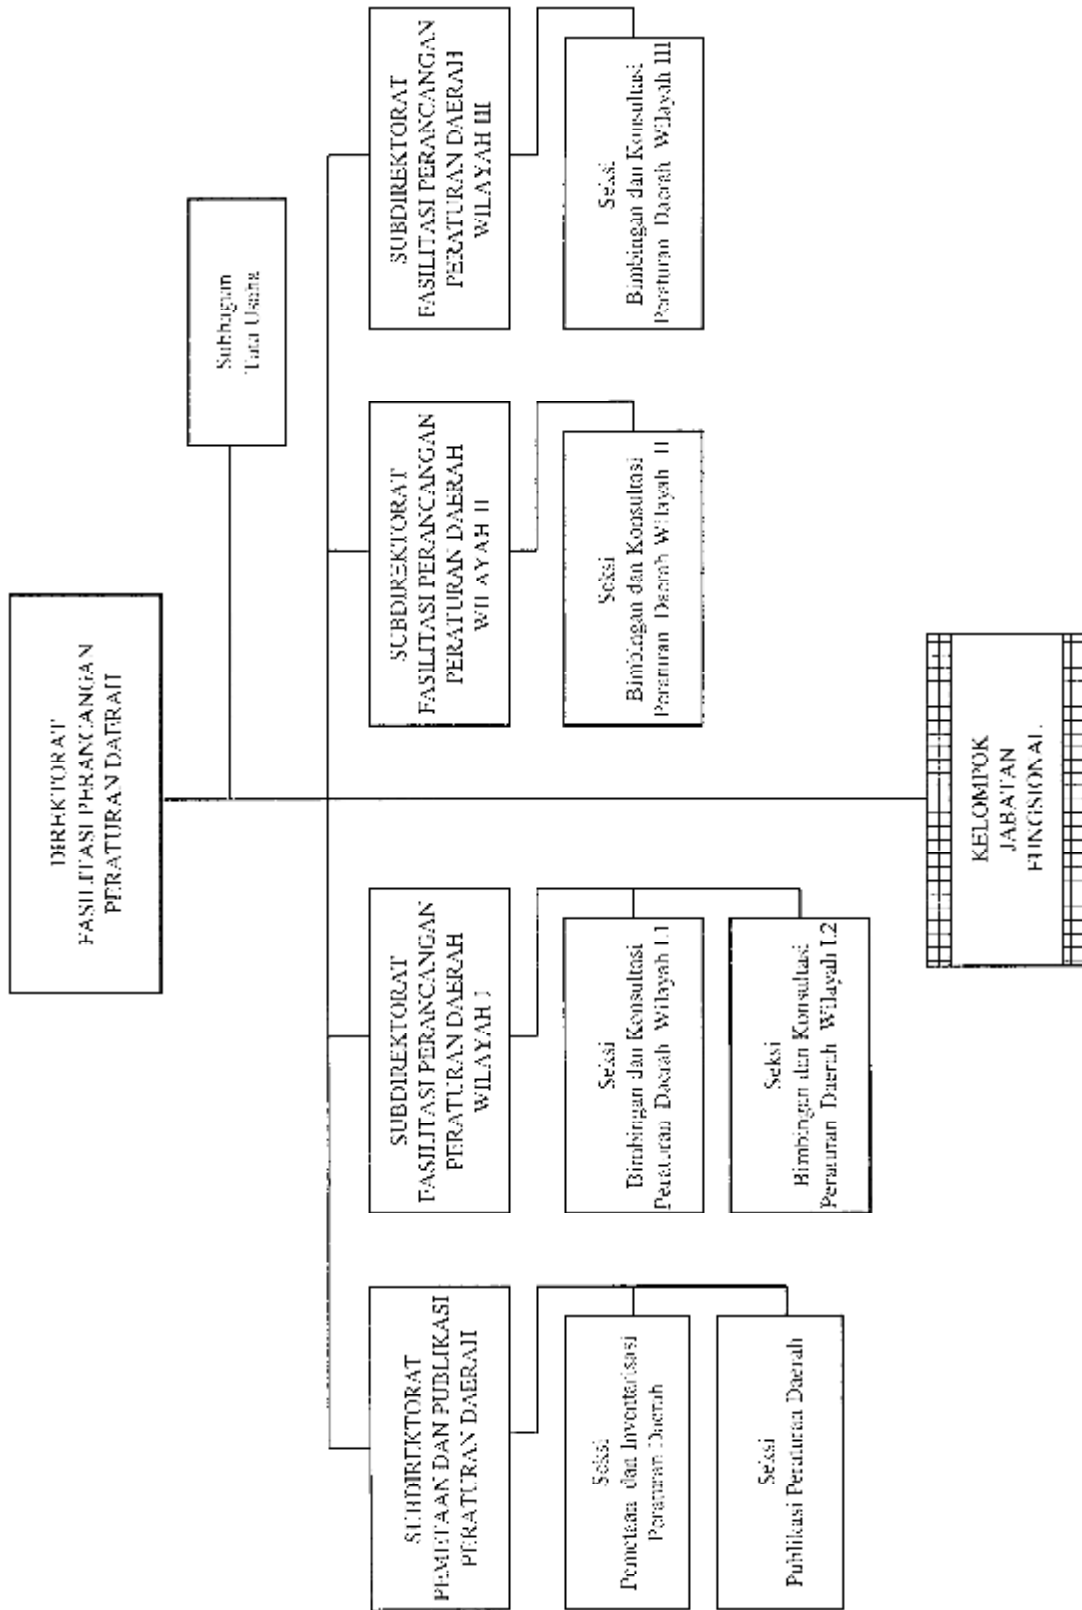 DIREKTORAT
FASILITASI PERANCANGAN
PERATURAN DAERAH
Subbagian
Tata Usaha
SUBDIREKTORAT
PEMETAAN DAN PUBLIKASI
PERATURAN DAERAH
SUBDIREKTORAT
FASILITASI PERANCANGAN
PERATURAN DAERAH
WILAYAH I
SUBDIREKTORAT
FASILITASI PERANCANGAN
PERATURAN DAERAH
WILAYAH II
SUBDIREKTORAT
FASILITASI PERANCANGAN
PERATURAN DAERAH
WILAYAH III
Seksi
Pemetaan dan Inventarisasi
Peraturan Daerah
Seksi
Bimbingan dan Konsultasi
Peraturan Daerah Wilayah I.1
Seksi
Bimbingan dan Konsultasi
Peraturan Daerah Wilayah II
Seksi
Bimbingan dan Konsultasi
Peraturan Daerah Wilayah III
Seksi
Publikasi Peraturan Daerah
Seksi
Bimbingan dan Konsultasi
Peraturan Daerah Wilayah I.2
KELOMPOK
JABATAN
FUNGSIONAL